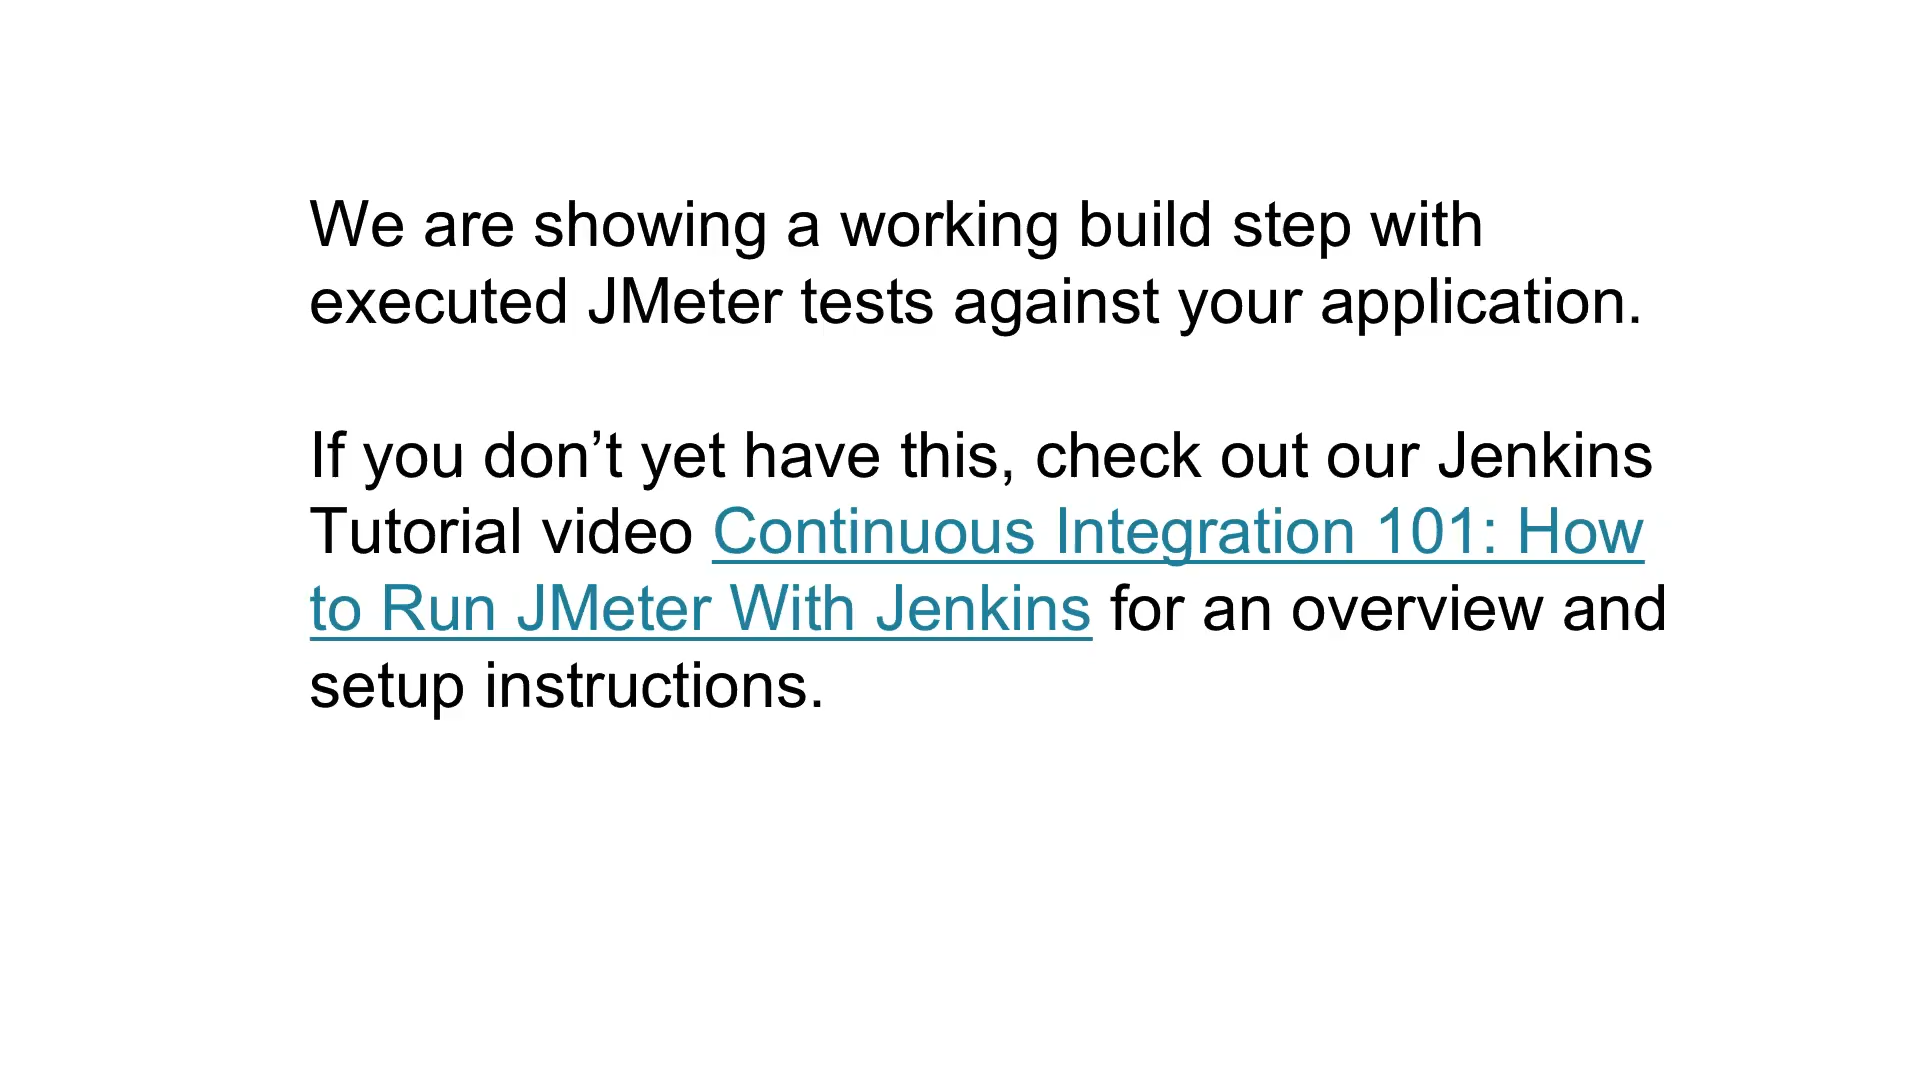 We are showing a working build step with
executed JMeter tests against your application.
If you don’t yet have this, check out our Jenkins
Tutorial video Continuous Integration 101: How
to Run JMeter With Jenkins for an overview and
setup instructions.